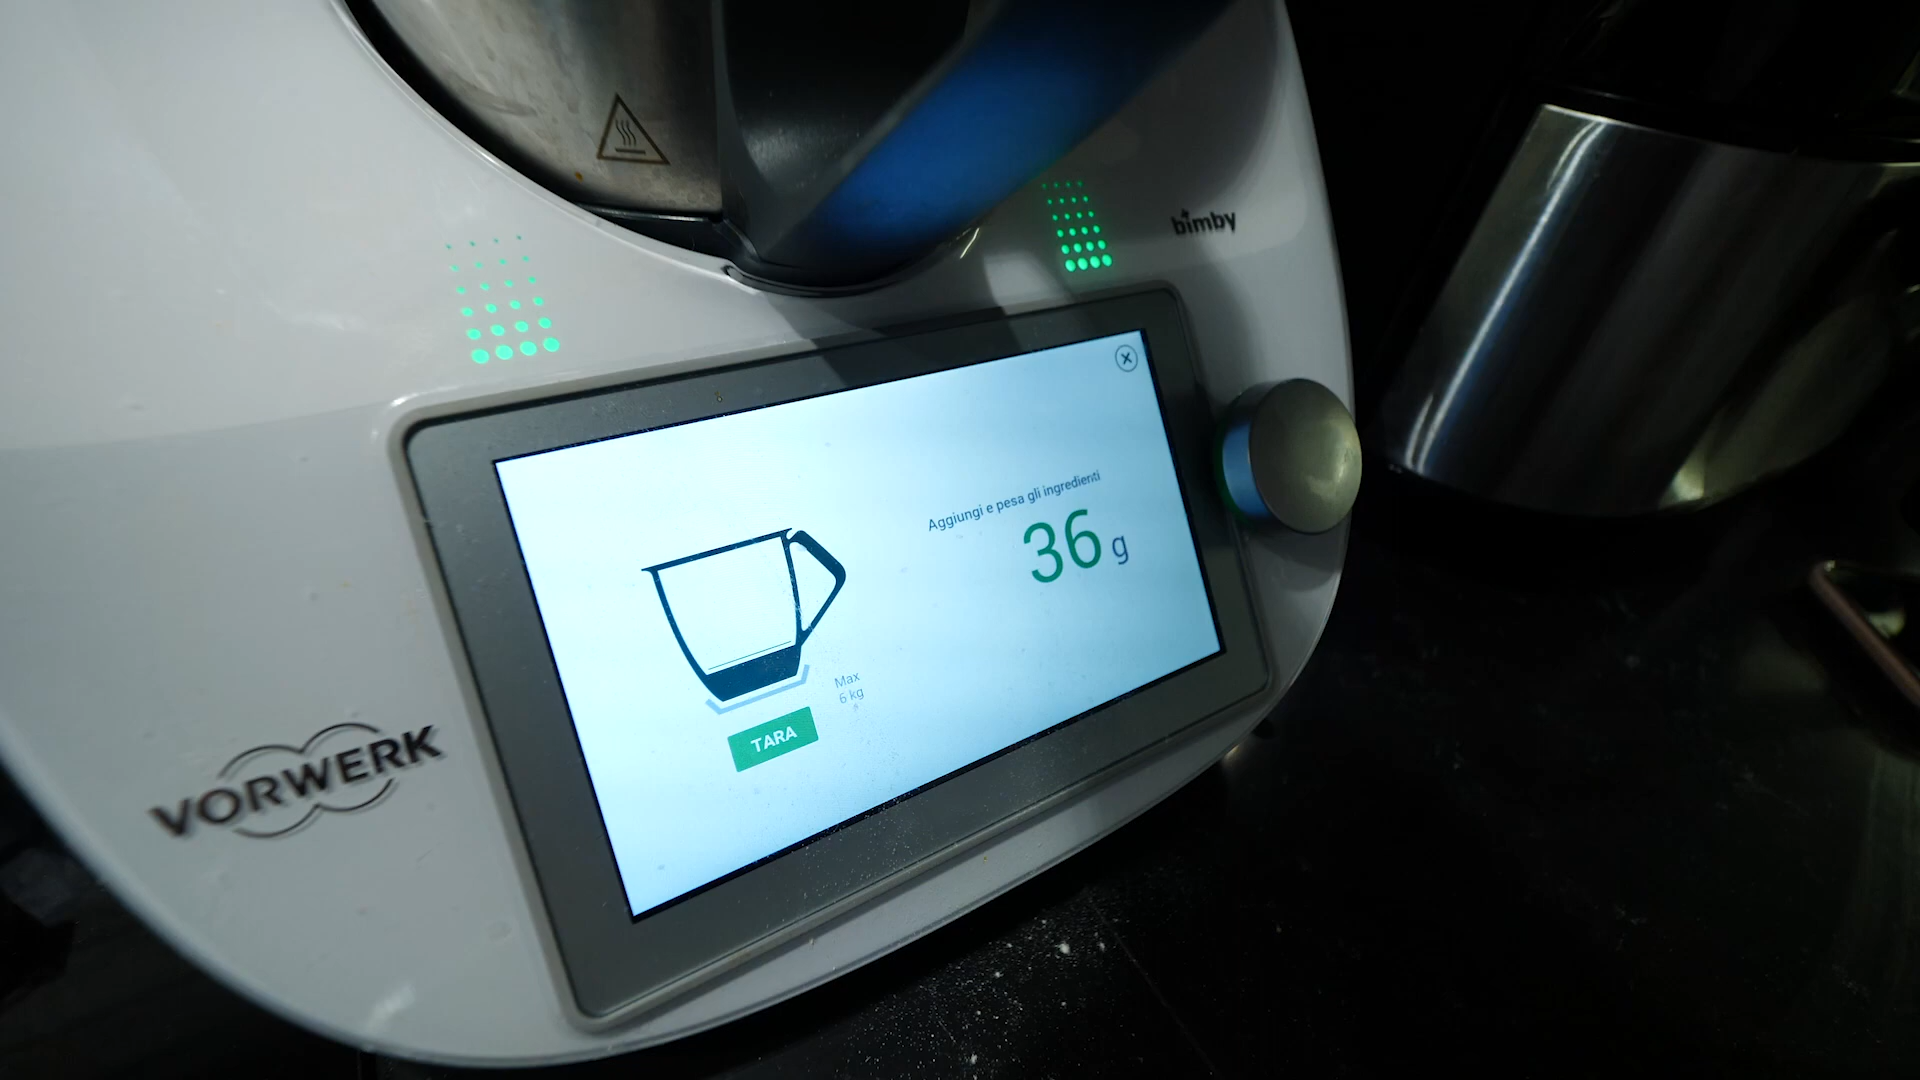 bimby
Aggiungi e pesa gli ingredienti
36 g
Max
6 kg
TARA
VORWERK